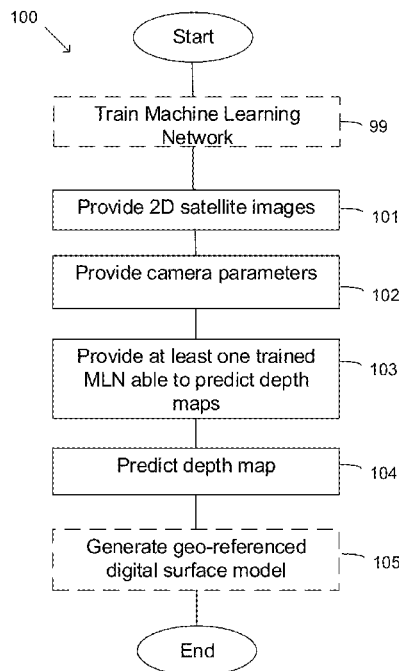 100
Start
Train Machine Learning
Network
99
Provide 2D satellite images
101
Provide camera parameters
102
Provide at least one trained
MLN able to predict depth
maps
103
Predict depth map
104
Generate geo-referenced
digital surface model
105
End